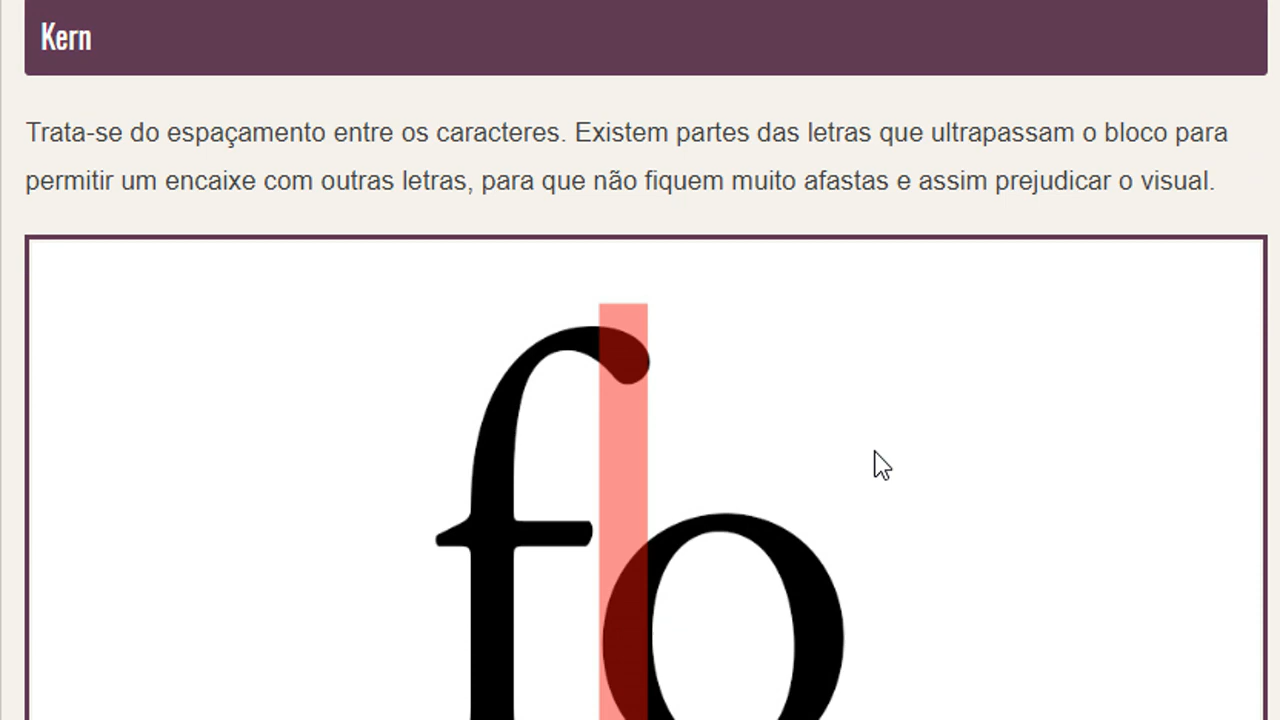 Kern
Trata-se do espaçamento entre os caracteres. Existem partes das letras que ultrapassam o bloco para
permitir um encaixe com outras letras, para que não fiquem muito afastas e assim prejudicar o visual.
fo